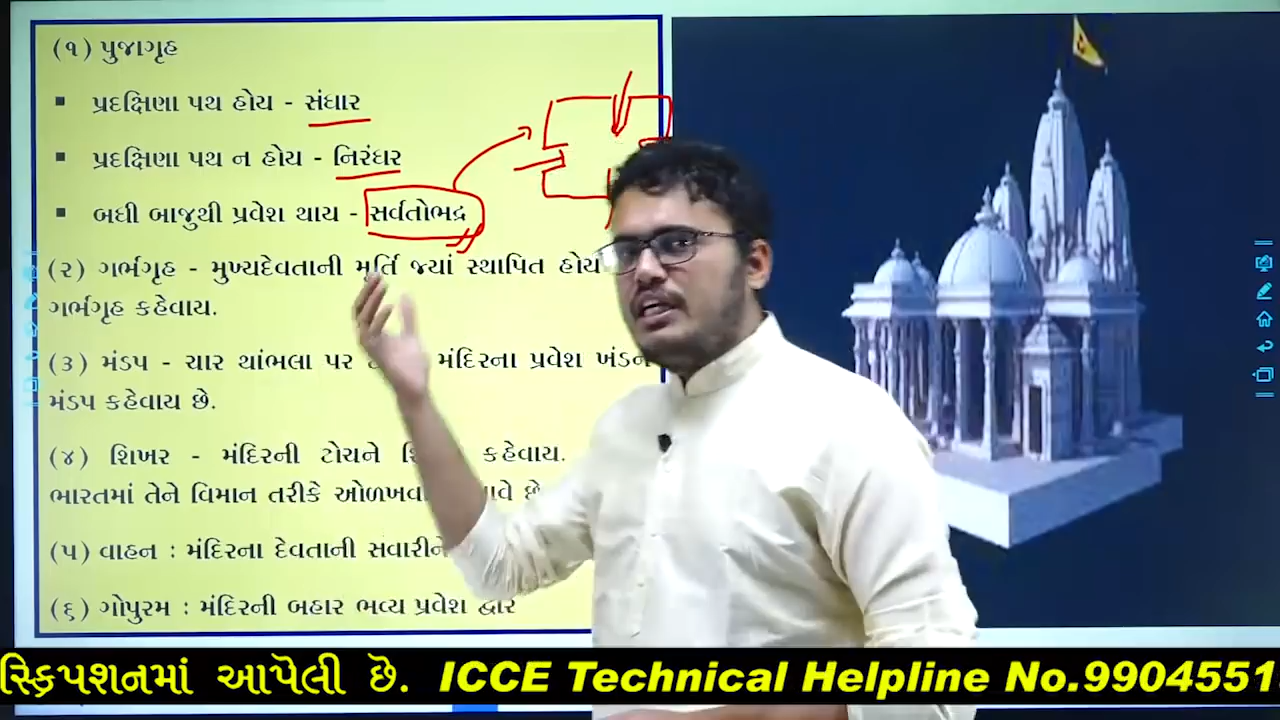 (૧) પુજાગૃહ
▪ પ્રદક્ષિણા પથ હોય - સંધાર
▪ પ્રદક્ષિણા પથ ન હોય - નિરંધર
▪ બધી બાજુથી પ્રવેશ થાય - સર્વતોભદ્ર
(૨) ગર્ભગૃહ - મુખ્યદેવતાની મૂર્તિ જ્યાં સ્થાપિત હોય
ગર્ભગૃહ કહેવાય.
(૩) મંડપ - ચાર થાંભલા પર મંદિરના પ્રવેશ ખંડને
મંડપ કહેવાય છે.
(૪) શિખર - મંદિરની ટોચને કહેવાય.
ભારતમાં તેને વિમાન તરીકે છે
(૫) વાહન : મંદિરના દેવતાની સવારીને
(૬) ગોપુરમ : મંદિરની બહાર ભવ્ય પ્રવેશ દ્વાર
સ્ક્રિપશનમાં આપેલી છે. ICCE Technical Helpline No.9904551